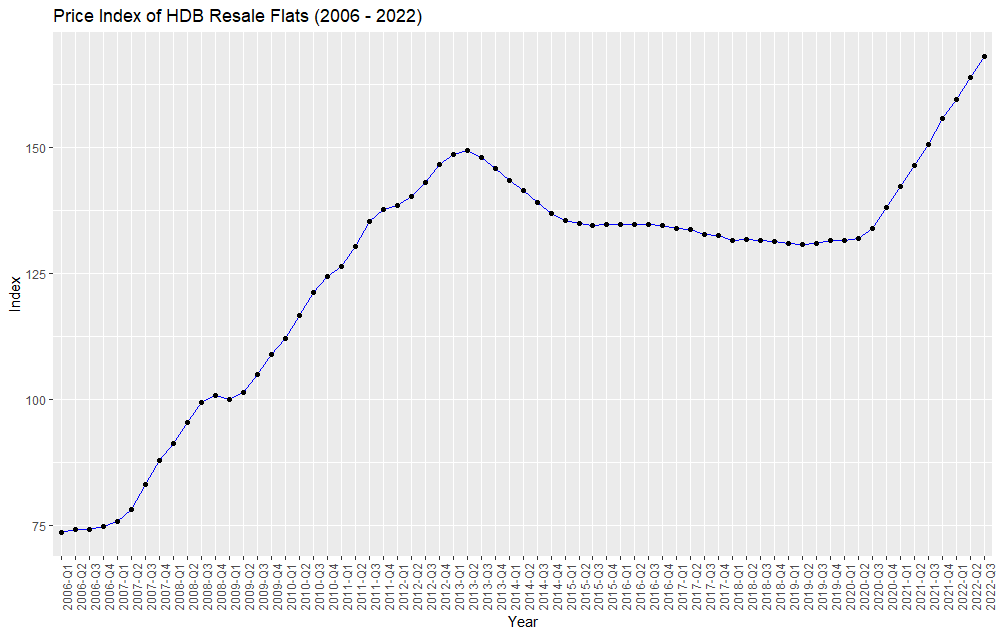 Price Index of HDB Resale Flats (2006 - 2022)
Index
150
125
100
75
2006-Q1
2006-Q2
2006-Q3
2006-Q4
2007-Q1
2007-Q2
2007-Q3
2007-Q4
2008-Q1
2008-Q2
2008-Q3
2008-Q4
2009-Q1
2009-Q2
2009-Q3
2009-Q4
2010-Q1
2010-Q2
2010-Q3
2010-Q4
2011-Q1
2011-Q2
2011-Q3
2011-Q4
2012-Q1
2012-Q2
2012-Q3
2012-Q4
2013-Q1
2013-Q2
2013-Q3
2013-Q4
2014-Q1
2014-Q2
2014-Q3
2014-Q4
2015-Q1
2015-Q2
2015-Q3
2015-Q4
2016-Q1
2016-Q2
2016-Q3
2016-Q4
2017-Q1
2017-Q2
2017-Q3
2017-Q4
2018-Q1
2018-Q2
2018-Q3
2018-Q4
2019-Q1
2019-Q2
2019-Q3
2019-Q4
2020-Q1
2020-Q2
2020-Q3
2020-Q4
2021-Q1
2021-Q2
2021-Q3
2021-Q4
2022-Q1
2022-Q2
2022-Q3
Year